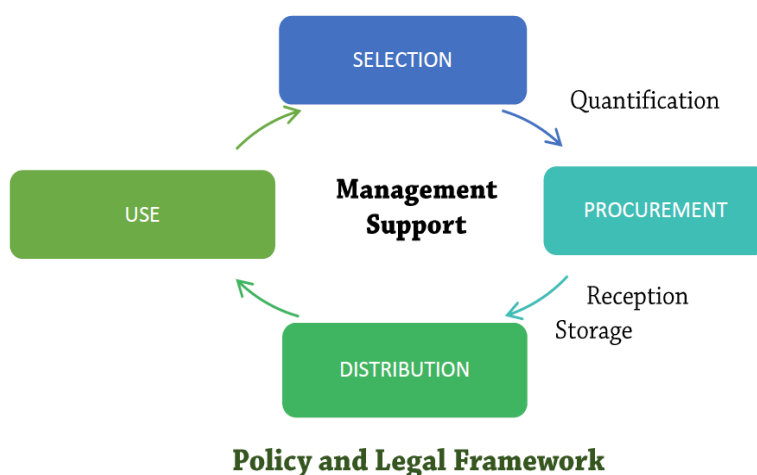 SELECTION
Quantification
USE
Management
Support
PROCUREMENT
Reception
Storage
DISTRIBUTION
Policy and Legal Framework